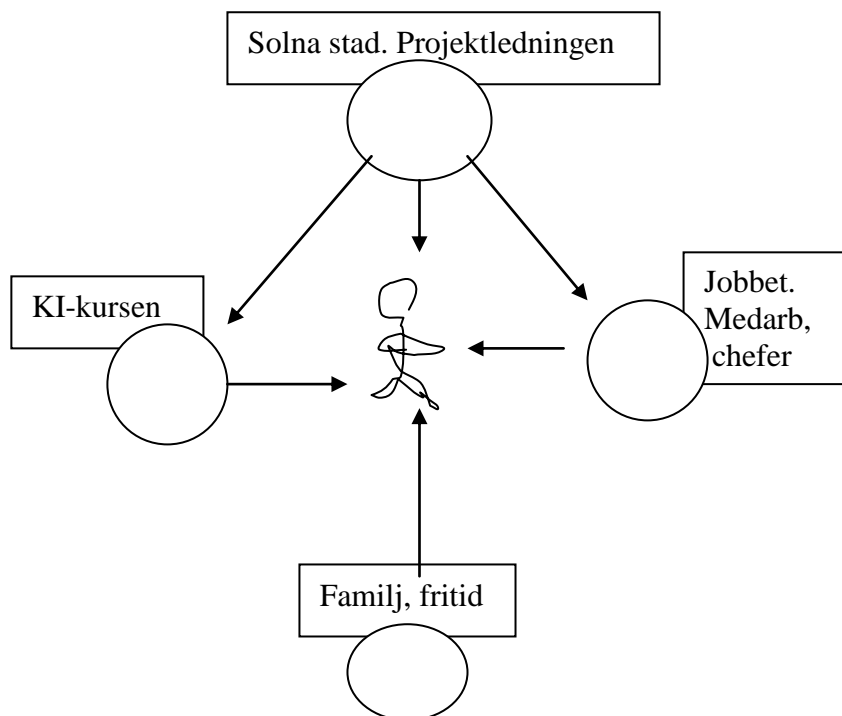 Solna stad. Projektledningen
KI-kursen
Jobbet.
Medarb,
chefer
Familj, fritid